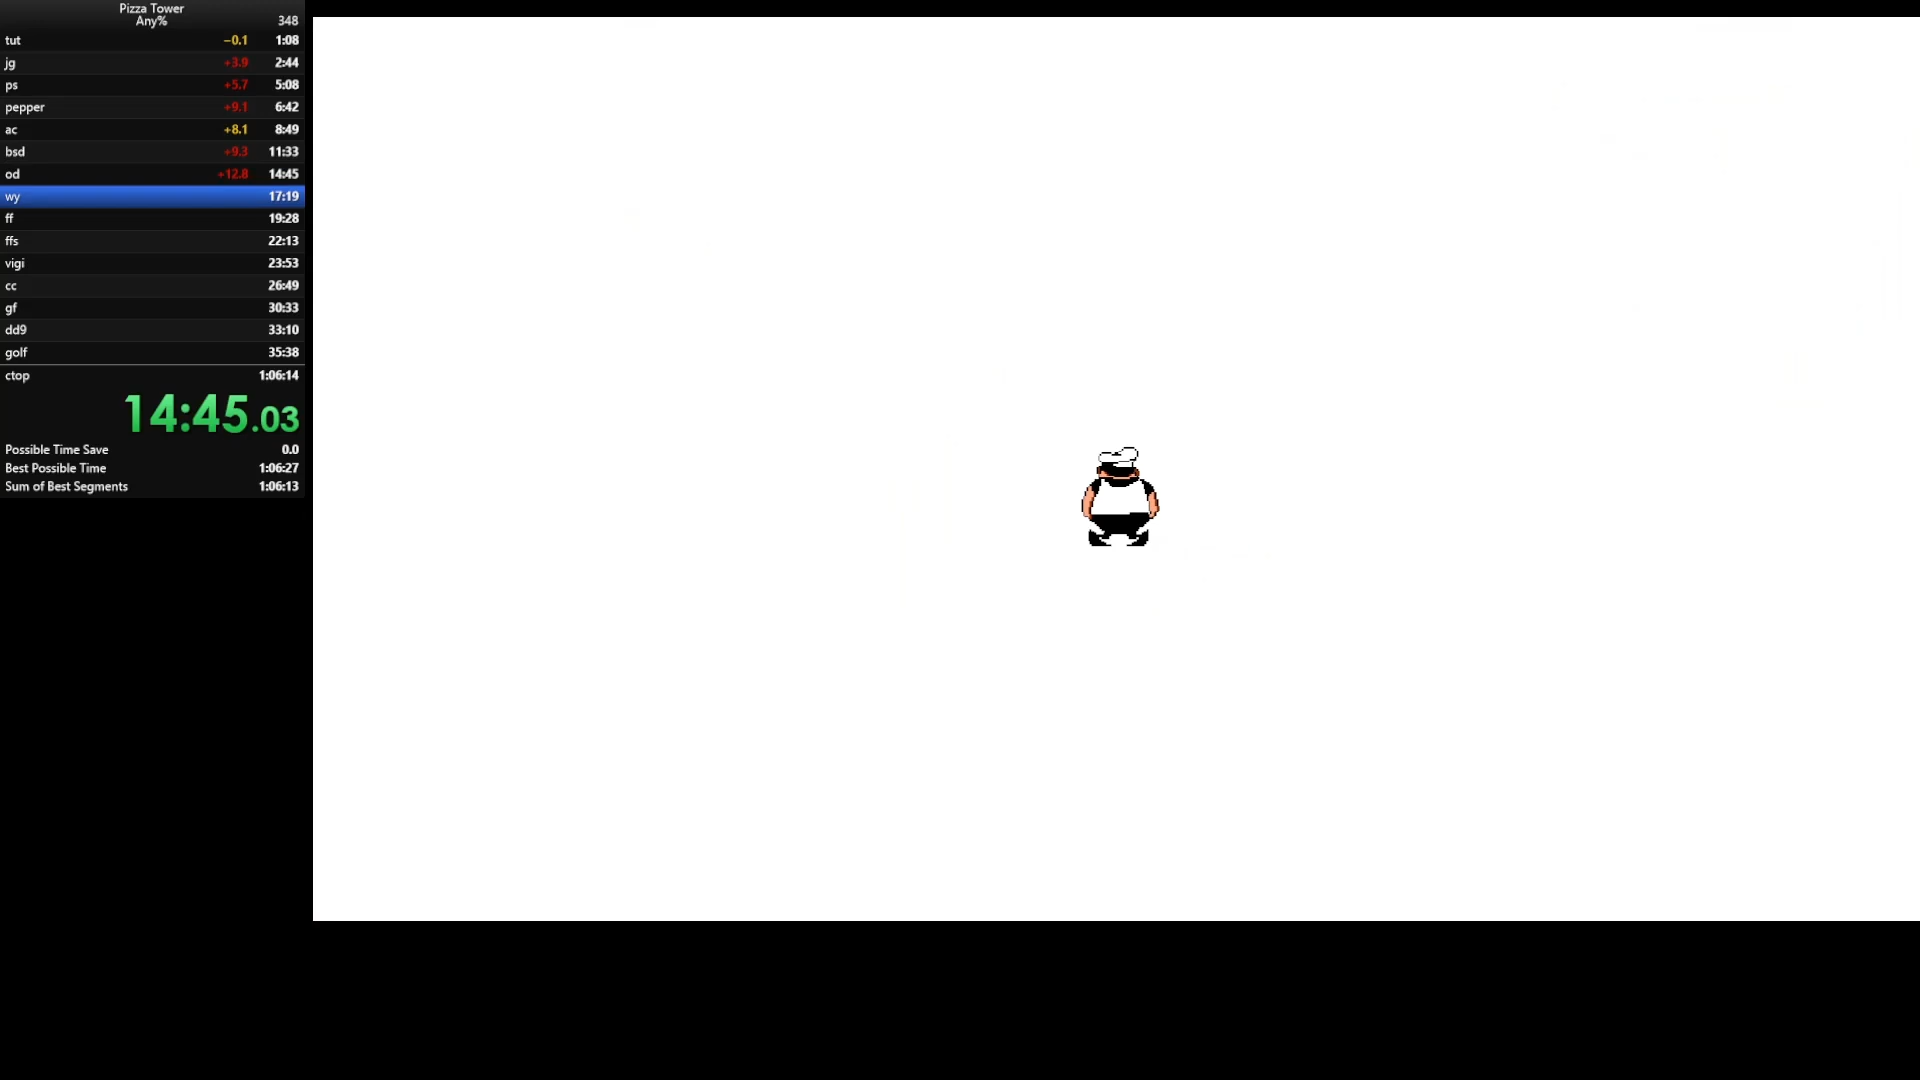 Pizza Tower
Any% 348
tut −0.1 1:08
jg +3.9 2:44
ps +5.7 5:08
pepper +9.1 6:42
ac +8.1 8:49
bsd +9.3 11:33
od +12.8 14:45
wy 17:19
ff 19:28
ffs 22:13
vigi 23:53
cc 26:49
gf 30:33
dd9 33:10
golf 35:38
ctop 1:06:14
14:45.03
Possible Time Save 0.0
Best Possible Time 1:06:27
Sum of Best Segments 1:06:13